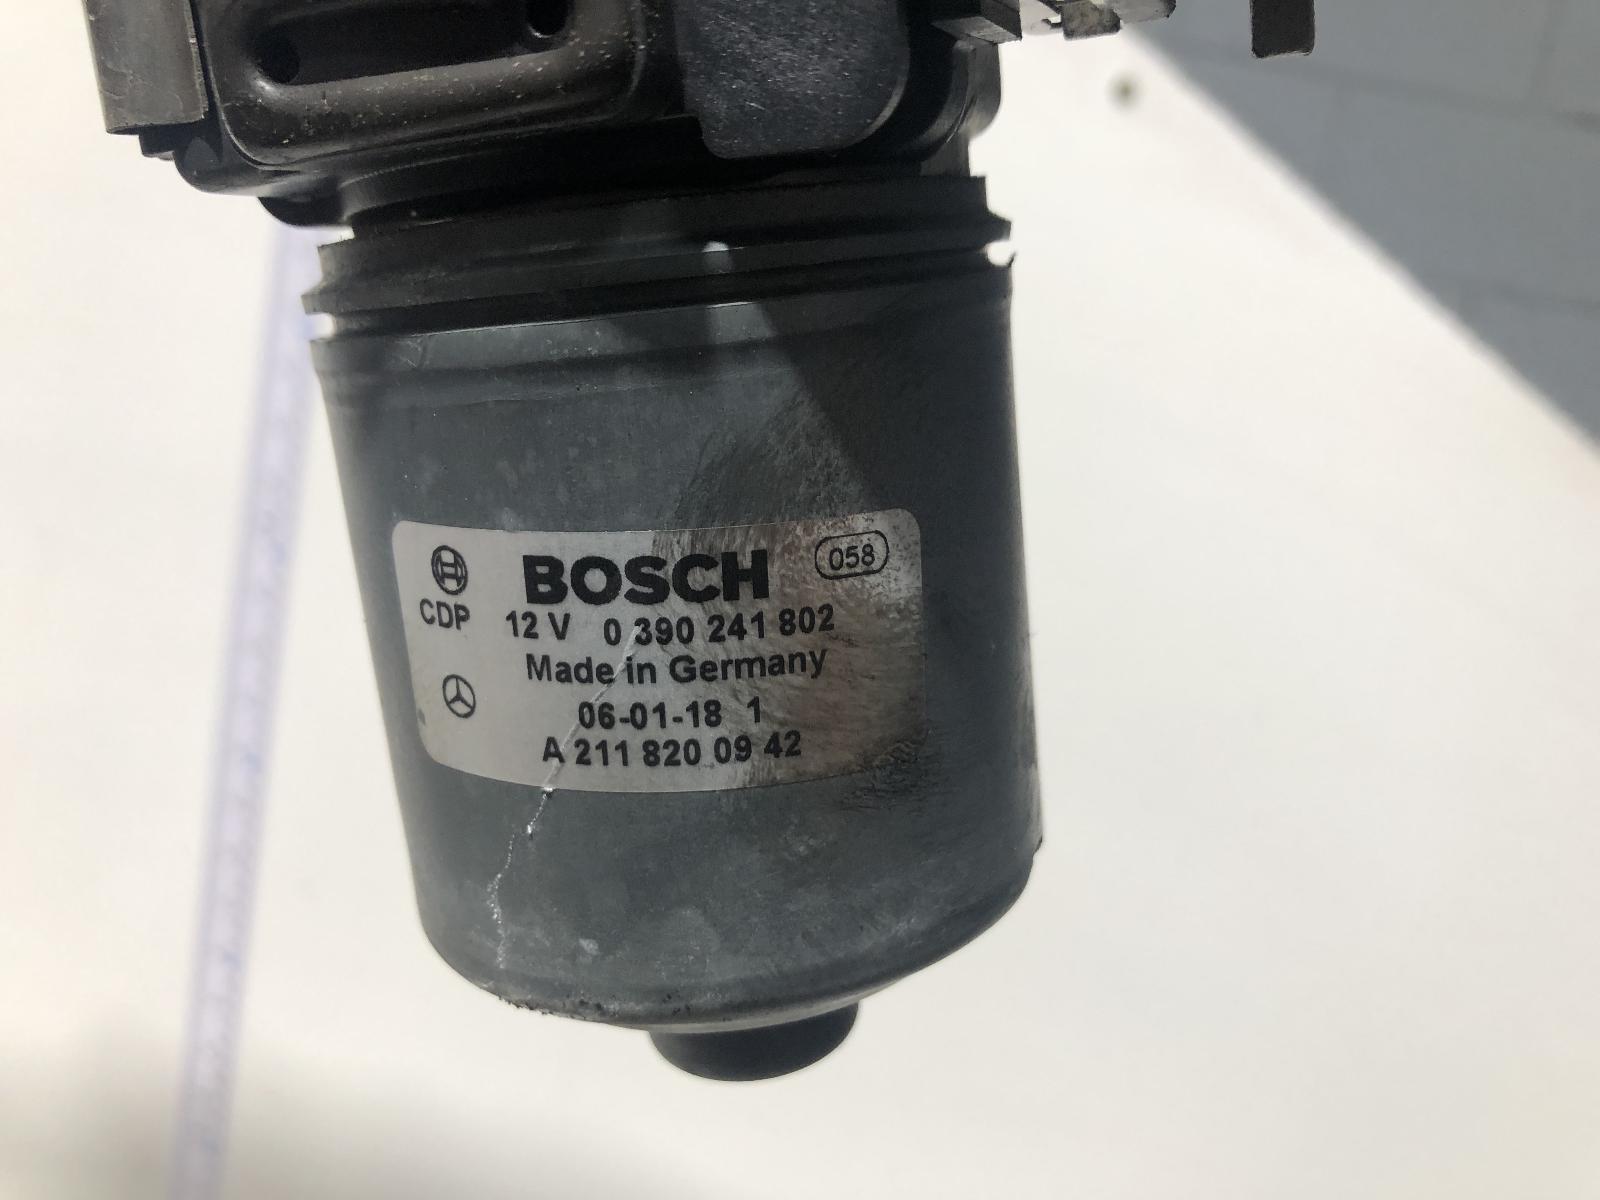 BOSCH 058
CDP 12 V 0 390 241 802
Made in Germany
06-01-18 1
A 211 820 09 42